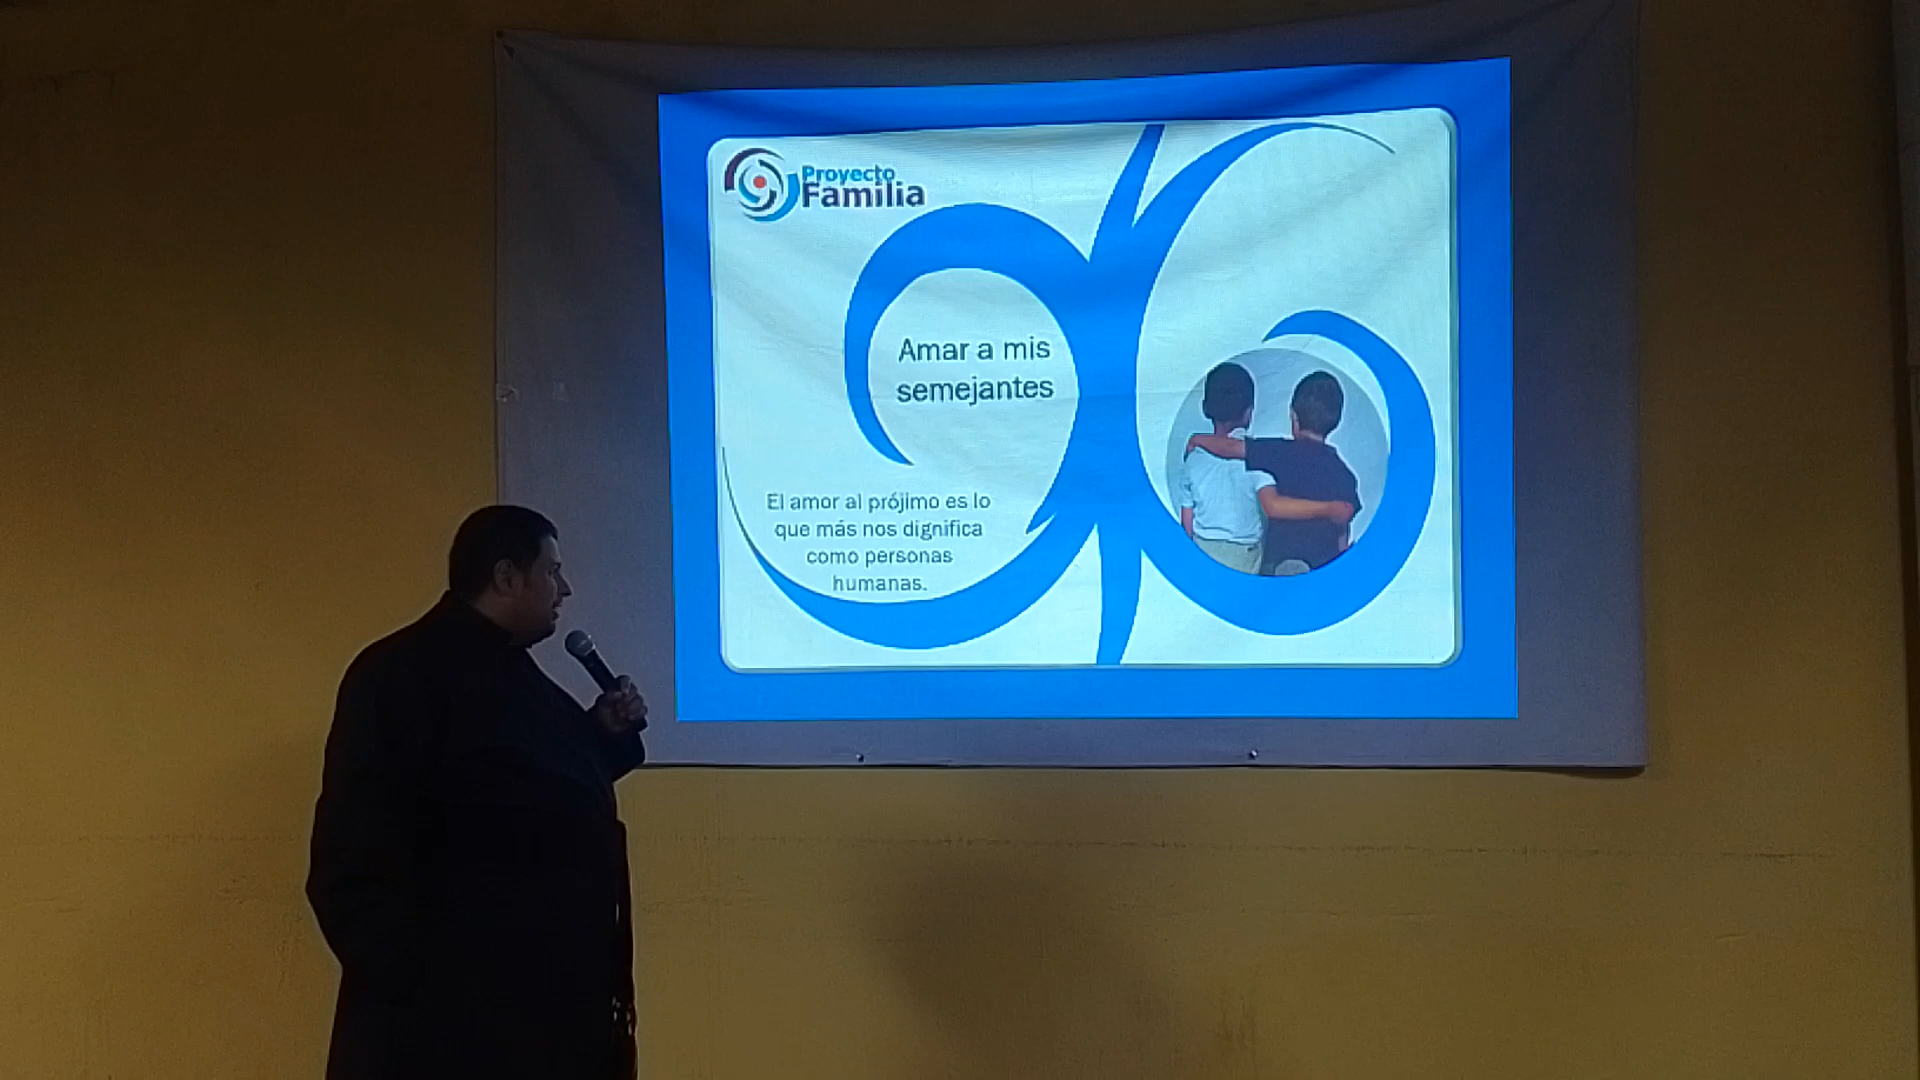 Proyecto
Familia
Amar a mis
semejantes
El amor al prójimo es lo
que más nos dignifica
como personas
humanas.